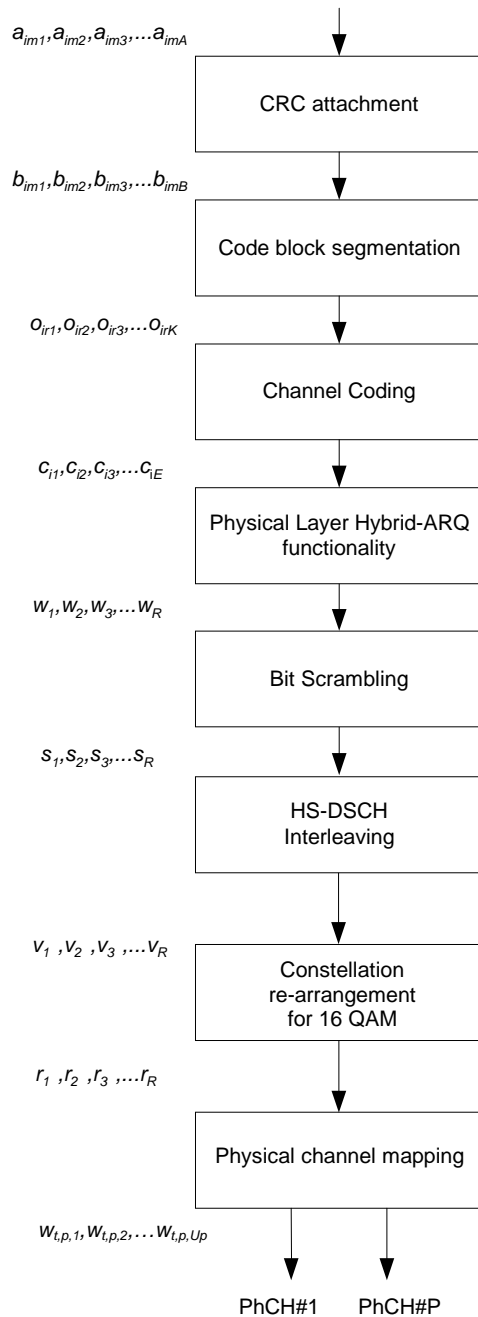 a_im1,a_im2,a_im3,...a_imA
CRC attachment
b_im1,b_im2,b_im3,...b_imB
Code block segmentation
o_ir1,o_ir2,o_ir3,...o_irK
Channel Coding
c_i1,c_i2,c_i3,...c_iE
Physical Layer Hybrid-ARQ
functionality
w_1,w_2,w_3,...w_R
Bit Scrambling
s_1,s_2,s_3,...s_R
HS-DSCH
Interleaving
v_1 ,v_2 ,v_3 ,...v_R
Constellation
re-arrangement
for 16 QAM
r_1 ,r_2 ,r_3 ,...r_R
Physical channel mapping
w_t,p,1,w_t,p,2,...w_t,p,Up
PhCH#1 PhCH#P